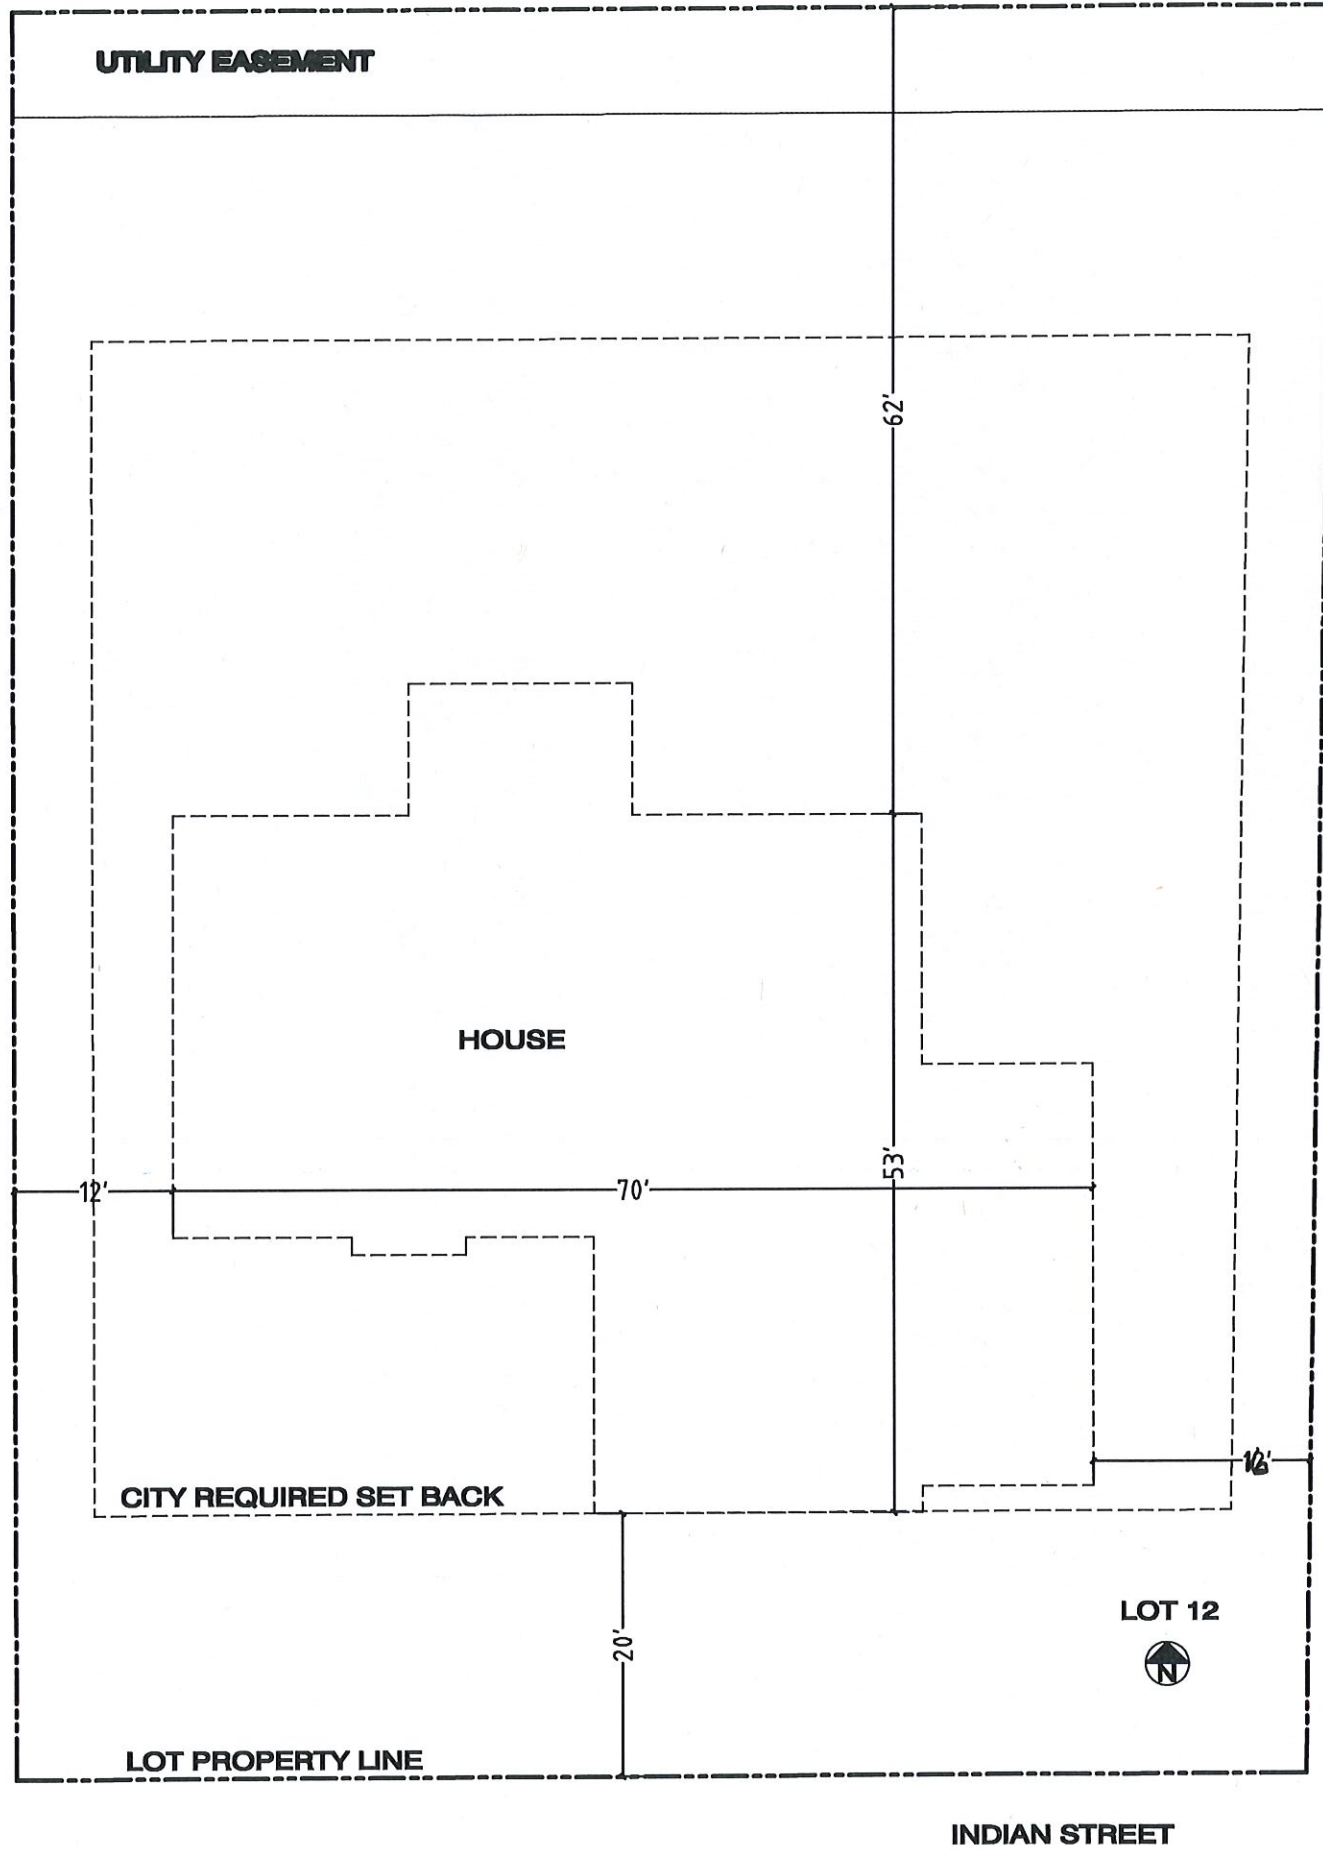 UTILITY EASEMENT
62'
HOUSE
53'
12'
70'
CITY REQUIRED SET BACK
LOT 12
N
20'
LOT PROPERTY LINE
INDIAN STREET